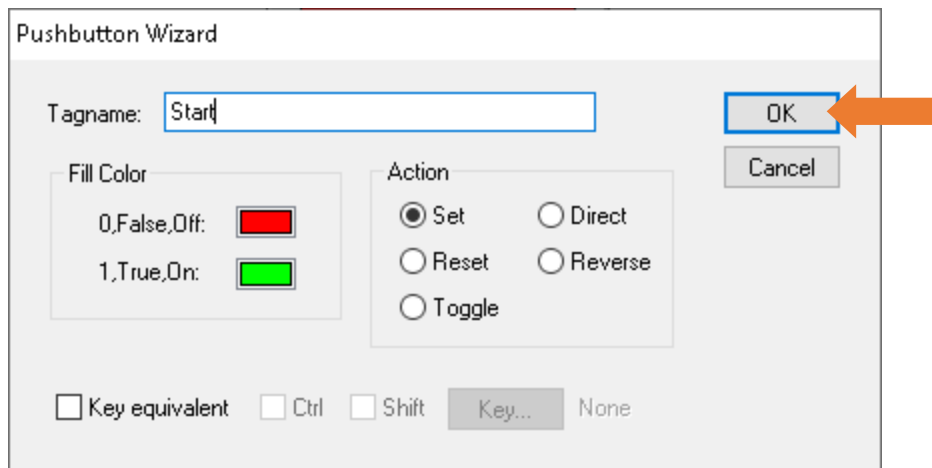 Pushbutton Wizard
Tagname: Start
OK
Cancel
Fill Color
0,False,Off:
1,True,On:
Action
Set Direct
Reset Reverse
Toggle
Key equivalent Ctrl Shift Key... None